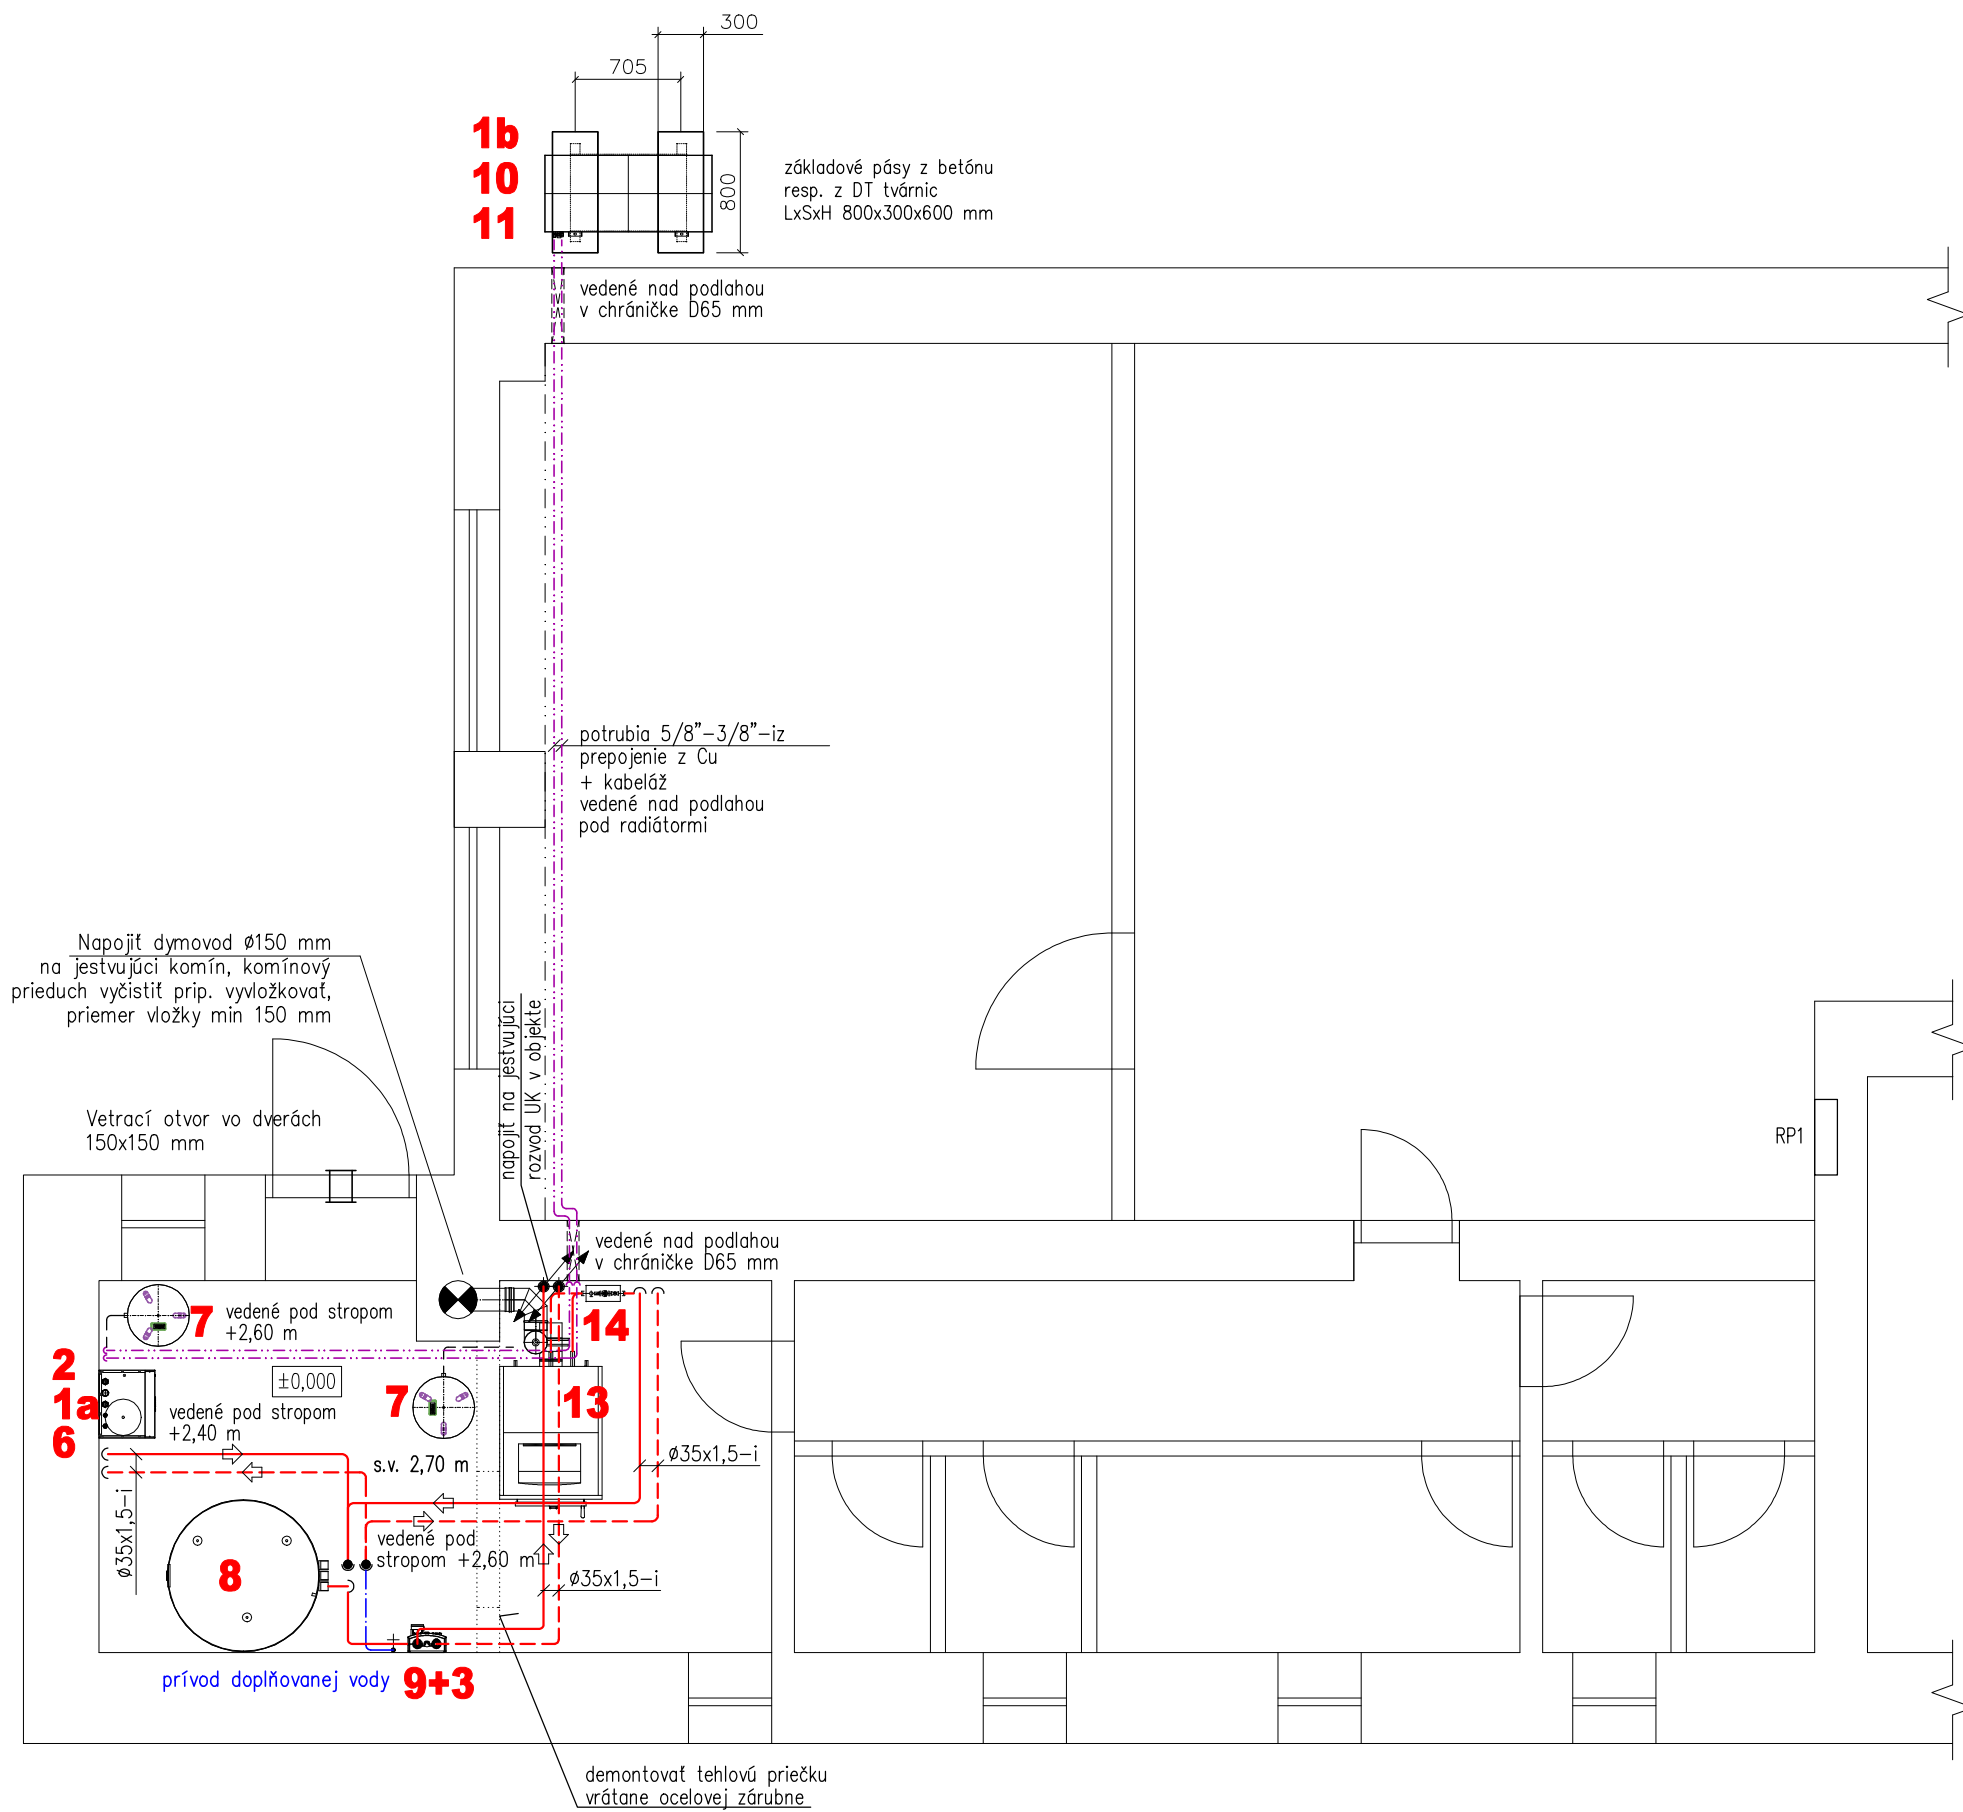 300
705
1b
10
11
800
základové pásy z betónu
resp. z DT tvárnic
LxSxH 800x300x600 mm
vedené nad podlahou
v chráničke D65 mm
potrubia 5/8"-3/8"-iz
prepojenie z Cu
+ kabeláž
vedené nad podlahou
pod radiátormi
Napojiť dymovod ø150 mm
na jestvujúci komín, komínový
prieduch vyčistiť prip. vyvložkovať,
priemer vložky min 150 mm
napojiť na jestvujúci
rozvod UK v objekte
Vetrací otvor vo dverách
150x150 mm
RP1
vedené nad podlahou
v chráničke D65 mm
7
vedené pod stropom
+2,60 m
14
2
1a
6
±0,000
7
13
vedené pod stropom
+2,40 m
s.v. 2,70 m
ø35x1,5-i
ø35x1,5-i
vedené pod
stropom +2,60 m
8
ø35x1,5-i
prívod doplňovanej vody
9+3
demontovať tehlovú priečku
vrátane ocelovej zárubne